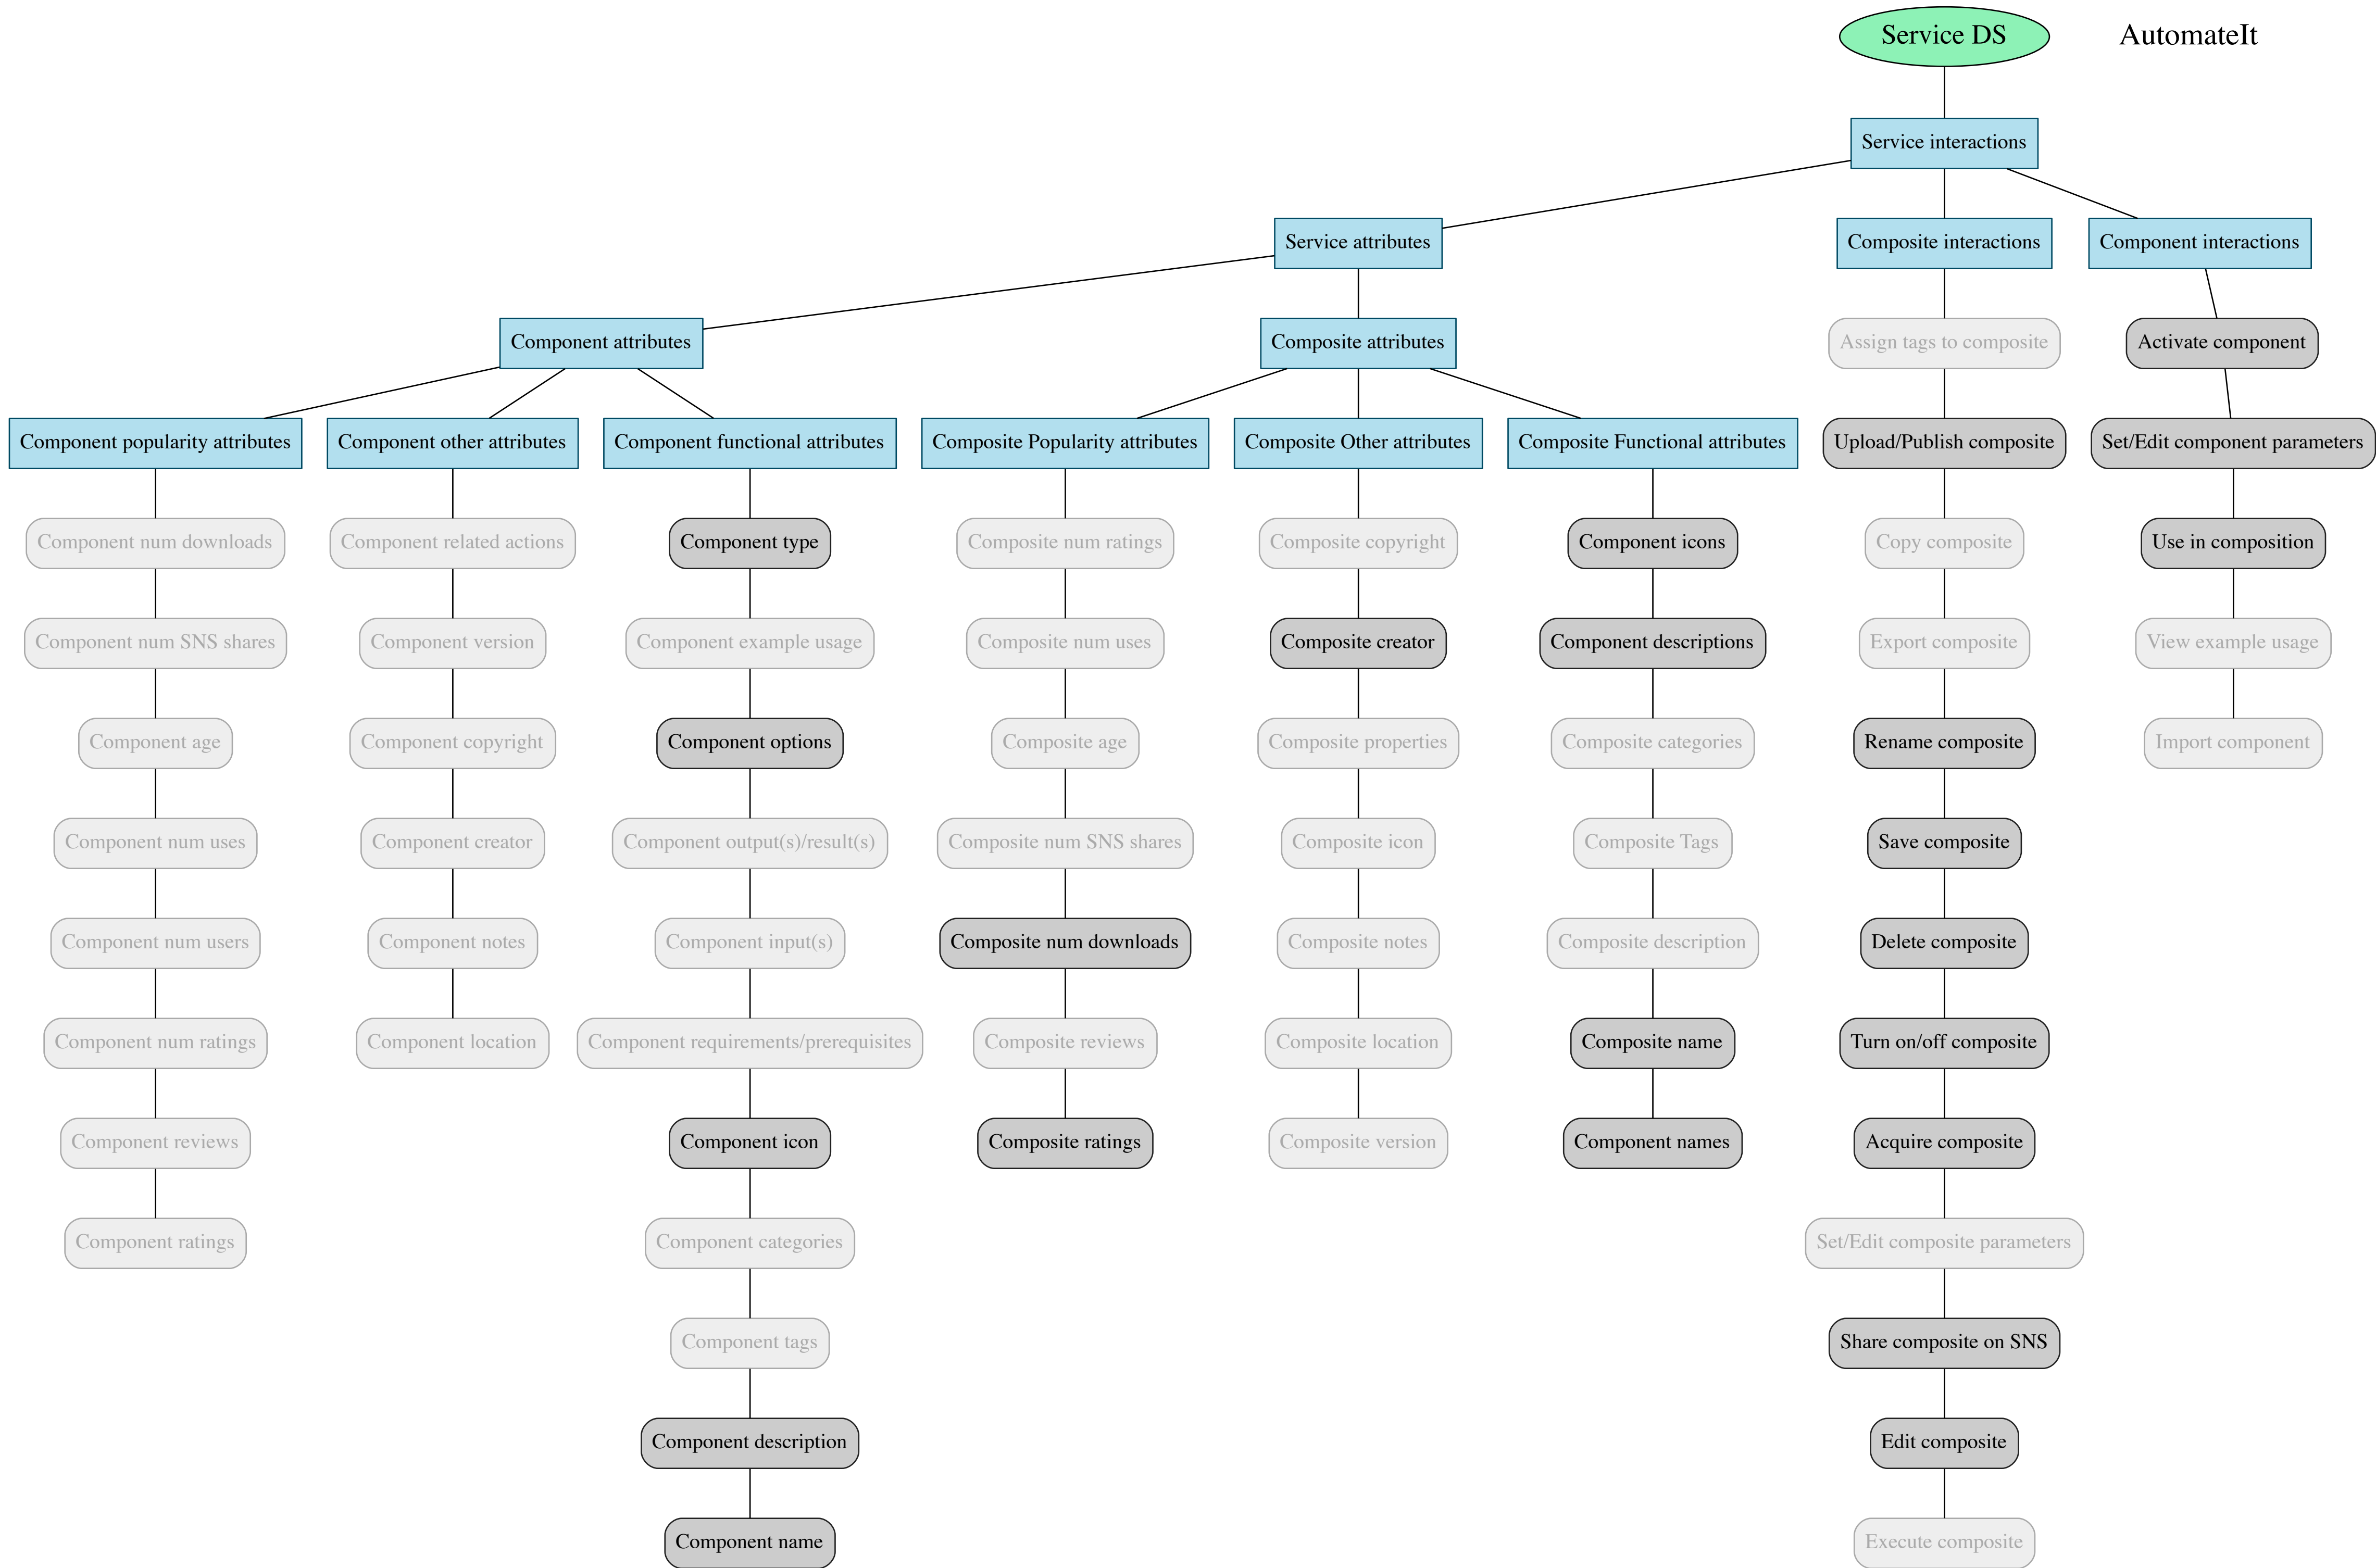 Service DS
AutomateIt
Service interactions
Service attributes
Composite interactions
Component interactions
Component attributes
Composite attributes
Assign tags to composite
Activate component
Component popularity attributes
Component other attributes
Component functional attributes
Composite Popularity attributes
Composite Other attributes
Composite Functional attributes
Upload/Publish composite
Set/Edit component parameters
Component num downloads
Component related actions
Component type
Composite num ratings
Composite copyright
Component icons
Copy composite
Use in composition
Component num SNS shares
Component version
Component example usage
Composite num uses
Composite creator
Component descriptions
Export composite
View example usage
Component age
Component copyright
Component options
Composite age
Composite properties
Composite categories
Rename composite
Import component
Component num uses
Component creator
Component output(s)/result(s)
Composite num SNS shares
Composite icon
Composite Tags
Save composite
Component num users
Component notes
Component input(s)
Composite num downloads
Composite notes
Composite description
Delete composite
Component num ratings
Component location
Component requirements/prerequisites
Composite reviews
Composite location
Composite name
Turn on/off composite
Component reviews
Component icon
Composite ratings
Composite version
Component names
Acquire composite
Component ratings
Component categories
Set/Edit composite parameters
Component tags
Share composite on SNS
Component description
Edit composite
Component name
Execute composite